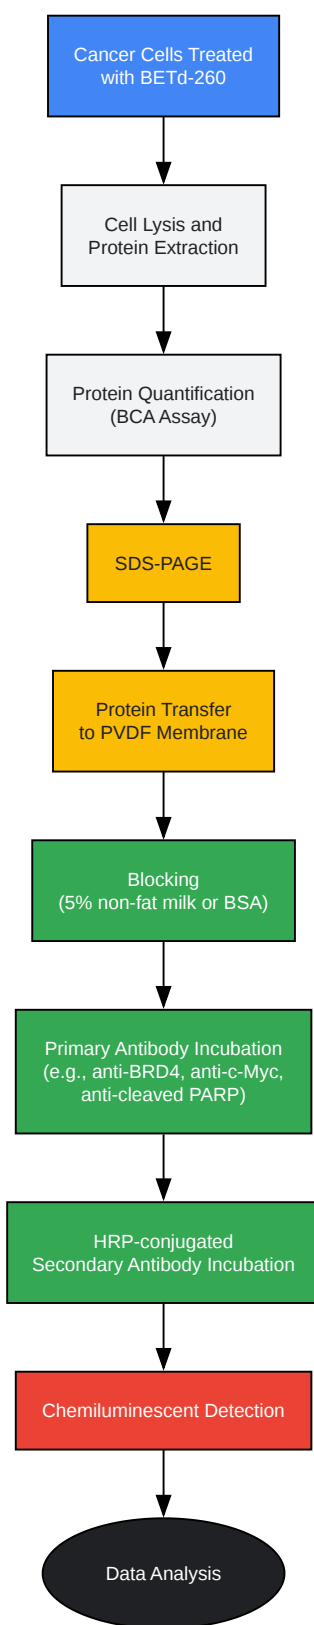 Cancer Cells Treated
with BETd-260
Cell Lysis and
Protein Extraction
Protein Quantification
(BCA Assay)
SDS-PAGE
Protein Transfer
to PVDF Membrane
Blocking
(5% non-fat milk or BSA)
Primary Antibody Incubation
(e.g., anti-BRD4, anti-c-Myc,
anti-cleaved PARP)
HRP-conjugated
Secondary Antibody Incubation
Chemiluminescent Detection
Data Analysis